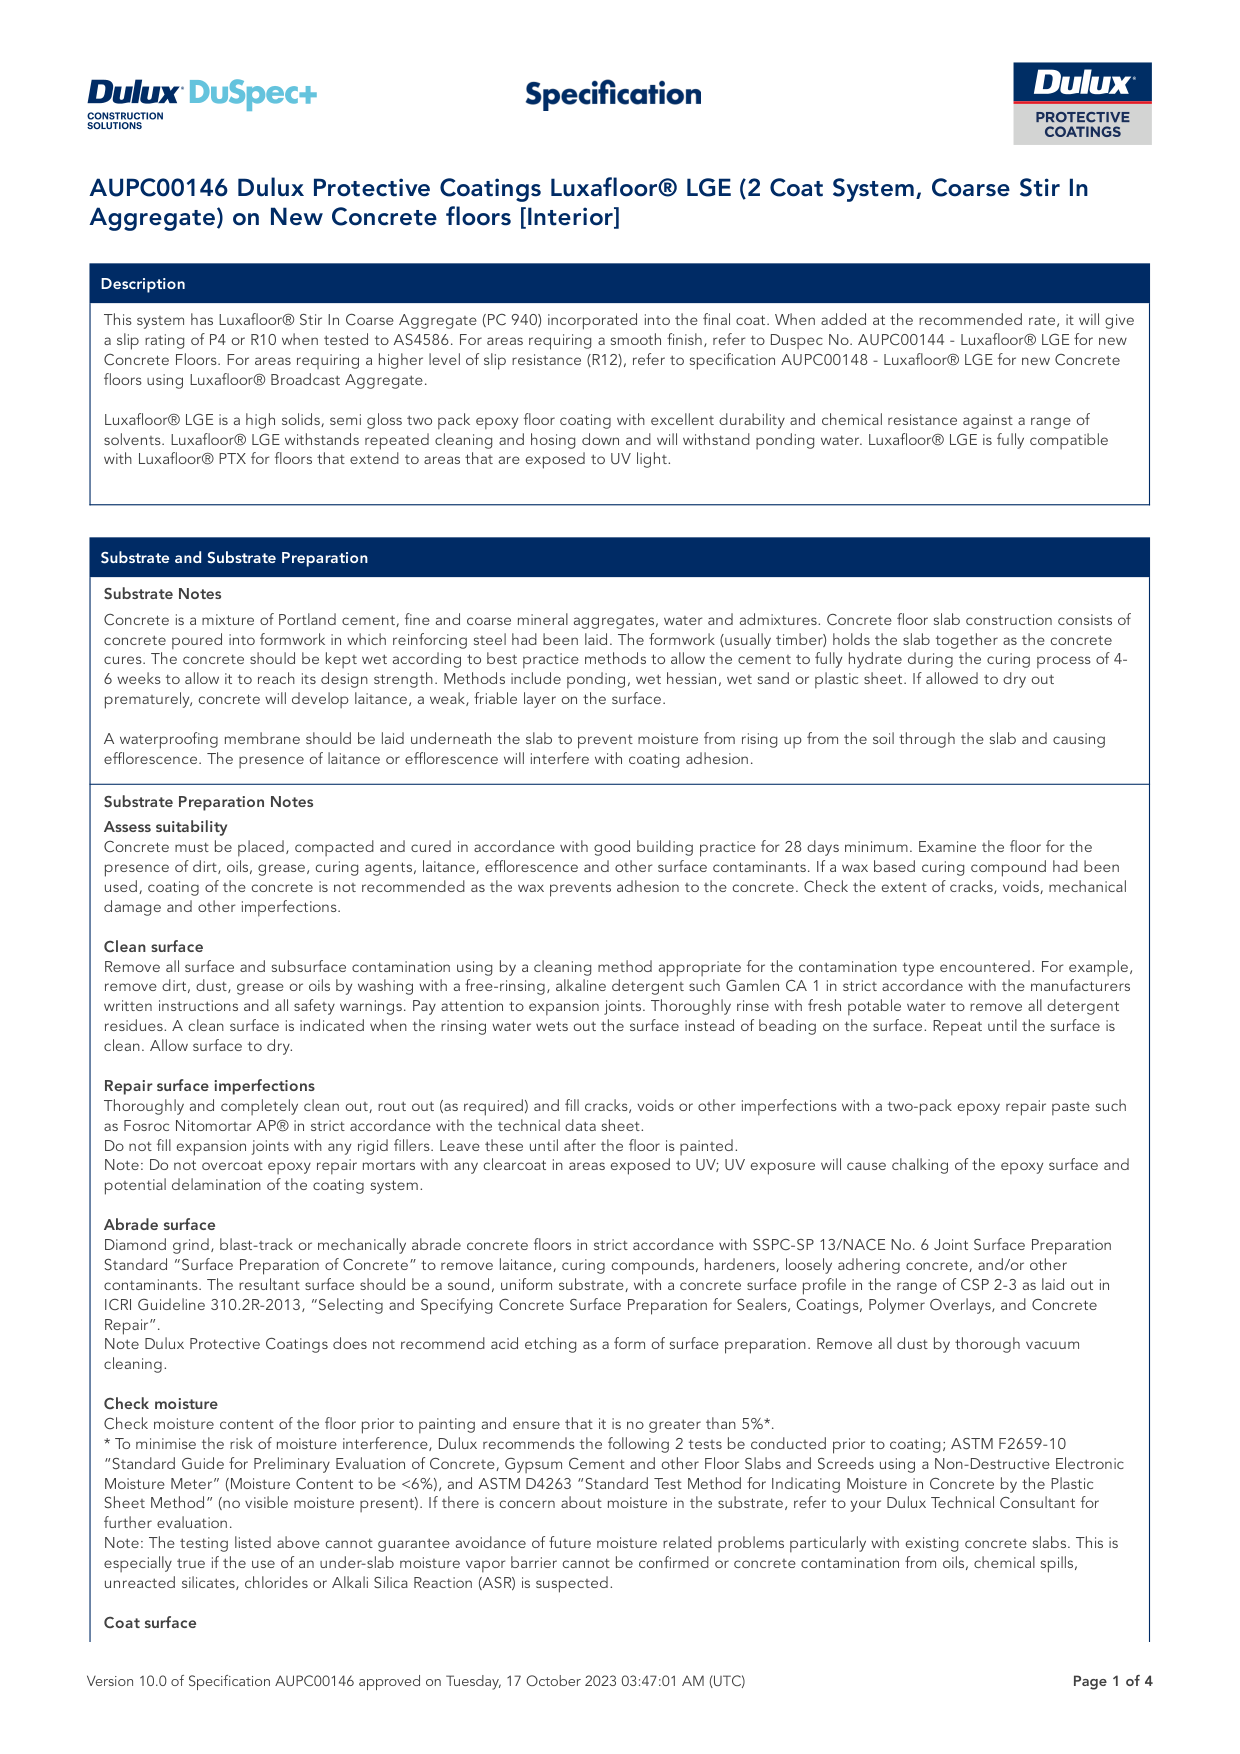 Dulux DuSpec+
CONSTRUCTION
SOLUTIONS
Specification
Dulux
PROTECTIVE
COATINGS
AUPC00146 Dulux Protective Coatings Luxafloor® LGE (2 Coat System, Coarse Stir In
Aggregate) on New Concrete floors [Interior]
Description
This system has Luxafloor® Stir In Coarse Aggregate (PC 940) incorporated into the final coat. When added at the recommended rate, it will give
a slip rating of P4 or R10 when tested to AS4586. For areas requiring a smooth finish, refer to Duspec No. AUPC00144 - Luxafloor® LGE for new
Concrete Floors. For areas requiring a higher level of slip resistance (R12), refer to specification AUPC00148 - Luxafloor® LGE for new Concrete
floors using Luxafloor® Broadcast Aggregate.
Luxafloor® LGE is a high solids, semi gloss two pack epoxy floor coating with excellent durability and chemical resistance against a range of
solvents. Luxafloor® LGE withstands repeated cleaning and hosing down and will withstand ponding water. Luxafloor® LGE is fully compatible
with Luxafloor® PTX for floors that extend to areas that are exposed to UV light.
Substrate and Substrate Preparation
Substrate Notes
Concrete is a mixture of Portland cement, fine and coarse mineral aggregates, water and admixtures. Concrete floor slab construction consists of
concrete poured into formwork in which reinforcing steel had been laid. The formwork (usually timber) holds the slab together as the concrete
cures. The concrete should be kept wet according to best practice methods to allow the cement to fully hydrate during the curing process of 4-
6 weeks to allow it to reach its design strength. Methods include ponding, wet hessian, wet sand or plastic sheet. If allowed to dry out
prematurely, concrete will develop laitance, a weak, friable layer on the surface.
A waterproofing membrane should be laid underneath the slab to prevent moisture from rising up from the soil through the slab and causing
efflorescence. The presence of laitance or efflorescence will interfere with coating adhesion.
Substrate Preparation Notes
Assess suitability
Concrete must be placed, compacted and cured in accordance with good building practice for 28 days minimum. Examine the floor for the
presence of dirt, oils, grease, curing agents, laitance, efflorescence and other surface contaminants. If a wax based curing compound had been
used, coating of the concrete is not recommended as the wax prevents adhesion to the concrete. Check the extent of cracks, voids, mechanical
damage and other imperfections.
Clean surface
Remove all surface and subsurface contamination using by a cleaning method appropriate for the contamination type encountered. For example,
remove dirt, dust, grease or oils by washing with a free-rinsing, alkaline detergent such Gamlen CA 1 in strict accordance with the manufacturers
written instructions and all safety warnings. Pay attention to expansion joints. Thoroughly rinse with fresh potable water to remove all detergent
residues. A clean surface is indicated when the rinsing water wets out the surface instead of beading on the surface. Repeat until the surface is
clean. Allow surface to dry.
Repair surface imperfections
Thoroughly and completely clean out, rout out (as required) and fill cracks, voids or other imperfections with a two-pack epoxy repair paste such
as Fosroc Nitomortar AP® in strict accordance with the technical data sheet.
Do not fill expansion joints with any rigid fillers. Leave these until after the floor is painted.
Note: Do not overcoat epoxy repair mortars with any clearcoat in areas exposed to UV; UV exposure will cause chalking of the epoxy surface and
potential delamination of the coating system.
Abrade surface
Diamond grind, blast-track or mechanically abrade concrete floors in strict accordance with SSPC-SP 13/NACE No. 6 Joint Surface Preparation
Standard “Surface Preparation of Concrete” to remove laitance, curing compounds, hardeners, loosely adhering concrete, and/or other
contaminants. The resultant surface should be a sound, uniform substrate, with a concrete surface profile in the range of CSP 2-3 as laid out in
ICRI Guideline 310.2R-2013, “Selecting and Specifying Concrete Surface Preparation for Sealers, Coatings, Polymer Overlays, and Concrete
Repair”.
Note Dulux Protective Coatings does not recommend acid etching as a form of surface preparation. Remove all dust by thorough vacuum
cleaning.
Check moisture
Check moisture content of the floor prior to painting and ensure that it is no greater than 5%*.
* To minimise the risk of moisture interference, Dulux recommends the following 2 tests be conducted prior to coating; ASTM F2659-10
“Standard Guide for Preliminary Evaluation of Concrete, Gypsum Cement and other Floor Slabs and Screeds using a Non-Destructive Electronic
Moisture Meter” (Moisture Content to be <6%), and ASTM D4263 “Standard Test Method for Indicating Moisture in Concrete by the Plastic
Sheet Method” (no visible moisture present). If there is concern about moisture in the substrate, refer to your Dulux Technical Consultant for
further evaluation.
Note: The testing listed above cannot guarantee avoidance of future moisture related problems particularly with existing concrete slabs. This is
especially true if the use of an under-slab moisture vapor barrier cannot be confirmed or concrete contamination from oils, chemical spills,
unreacted silicates, chlorides or Alkali Silica Reaction (ASR) is suspected.
Coat surface
Version 10.0 of Specification AUPC00146 approved on Tuesday, 17 October 2023 03:47:01 AM (UTC)
Page 1 of 4